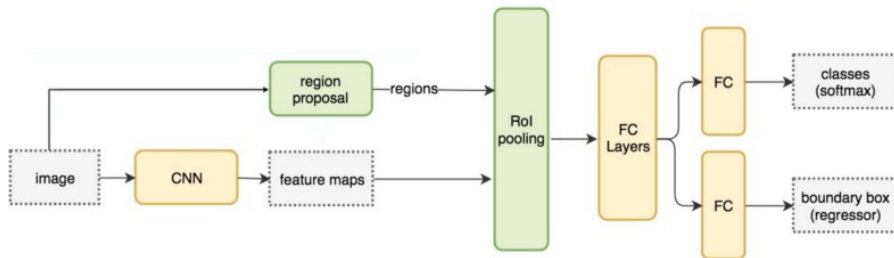 region
proposal
regions
image
CNN
feature maps
RoI
pooling
FC
Layers
FC
classes
(softmax)
FC
boundary box
(regressor)